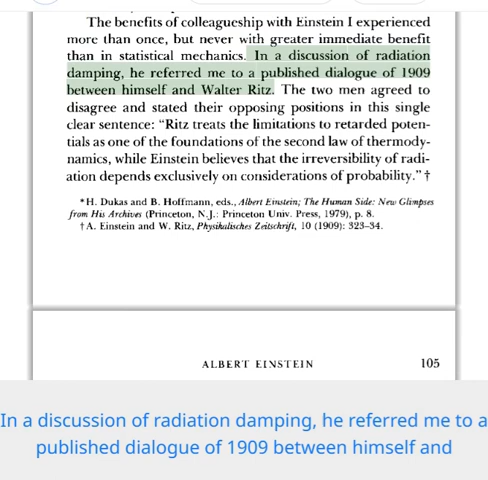 The benefits of colleagueship with Einstein I experienced
more than once, but never with greater immediate benefit
than in statistical mechanics. In a discussion of radiation
damping, he referred me to a published dialogue of 1909
between himself and Walter Ritz. The two men agreed to
disagree and stated their opposing positions in this single
clear sentence: “Ritz treats the limitations to retarded poten-
tials as one of the foundations of the second law of thermody-
namics, while Einstein believes that the irreversibility of radi-
ation depends exclusively on considerations of probability.” †
*H. Dukas and B. Hoffmann, eds., Albert Einstein; The Human Side: New Glimpses
from His Archives (Princeton, N.J.: Princeton Univ. Press, 1979), p. 8.
†A. Einstein and W. Ritz, Physikalisches Zeitschrift, 10 (1909): 323–34.
ALBERT EINSTEIN 105
In a discussion of radiation damping, he referred me to a
published dialogue of 1909 between himself and